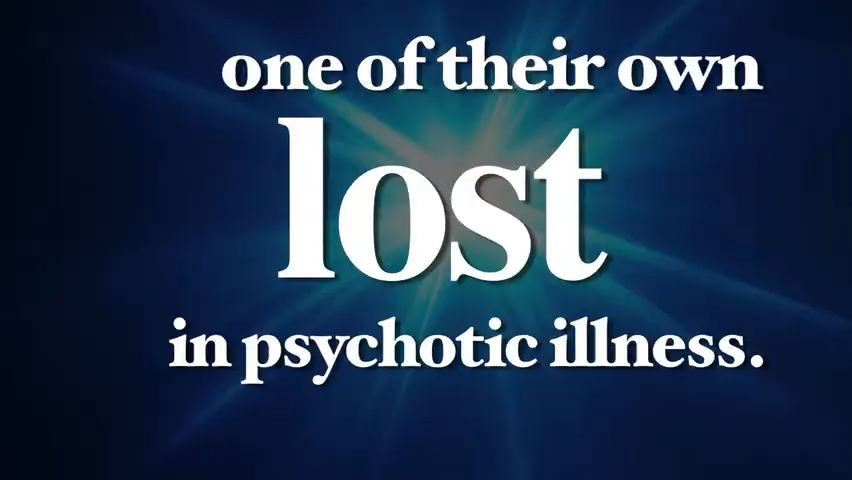 one of their own
lost
in psychotic illness.